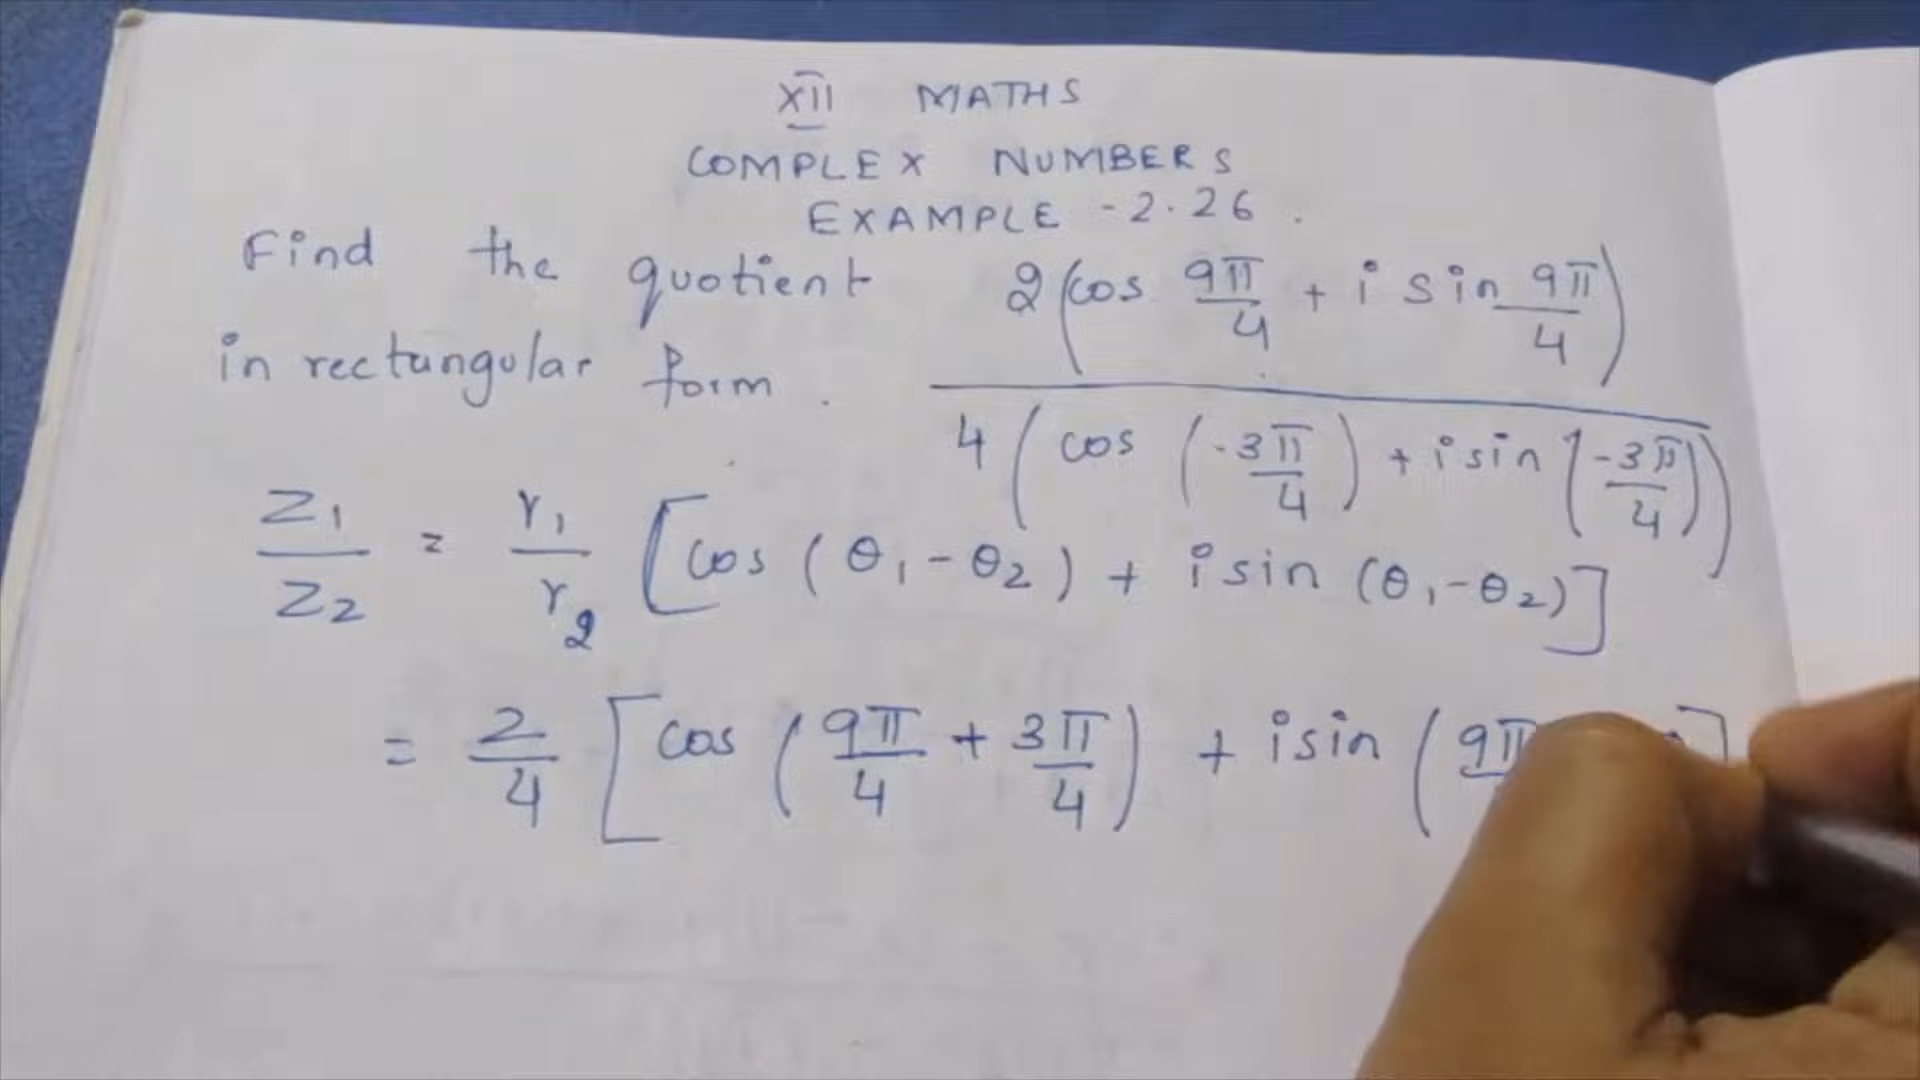 XII MATHS
COMPLEX NUMBERS
EXAMPLE -2.26.
Find the quotient 2(cos 9π/4 + i sin 9π/4)
in rectangular form. 4(cos (-3π/4) + i sin (-3π/4))
Z₁/Z₂ = r₁/r₂ [cos (θ₁-θ₂) + i sin (θ₁-θ₂)]
= 2/4 [cos (9π/4 + 3π/4) + i sin (9π ]